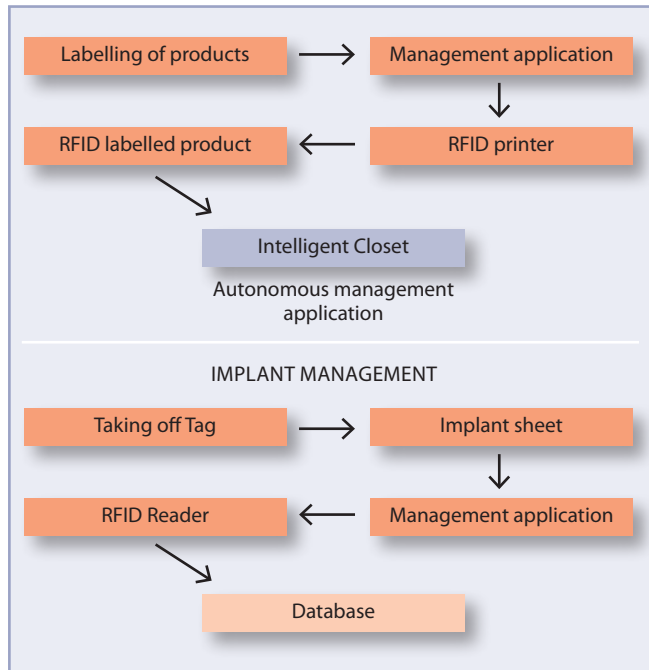 Labelling of products
Management application
RFID labelled product
RFID printer
Intelligent Closet
Autonomous management
application
IMPLANT MANAGEMENT
Taking off Tag
Implant sheet
RFID Reader
Management application
Database